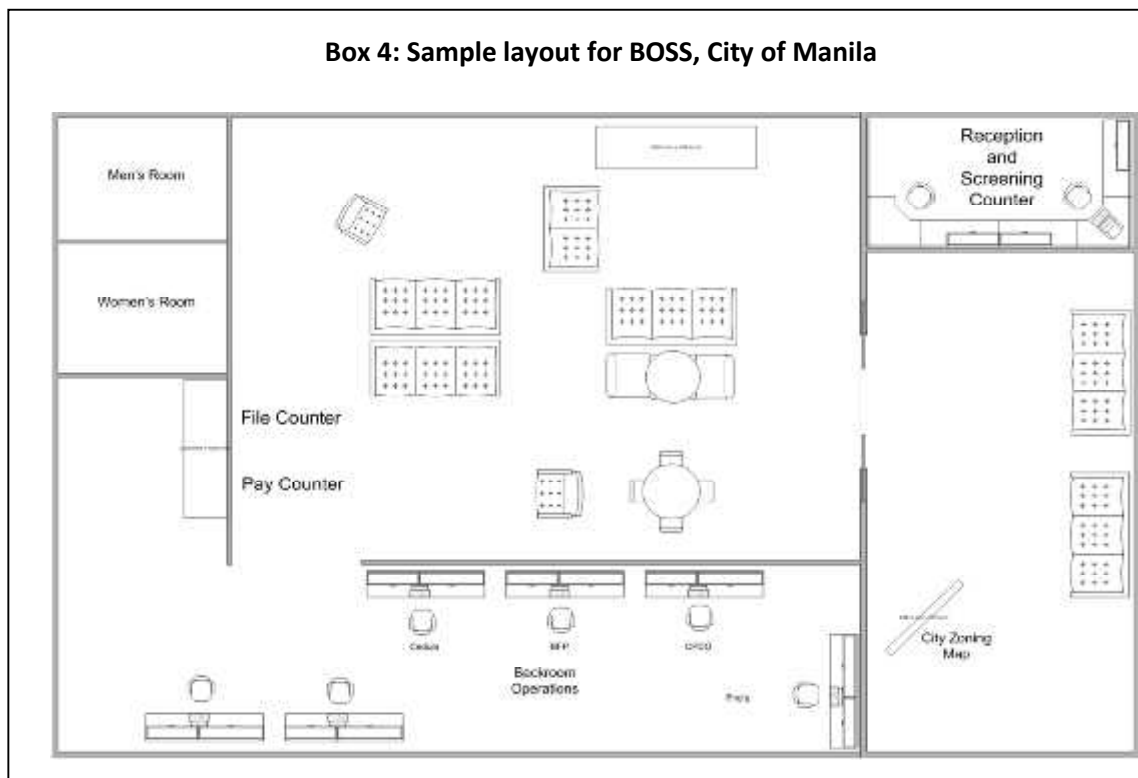 Box 4: Sample layout for BOSS, City of Manila
Men's Room
Women's Room
Reception
and
Screening
Counter
File Counter
Pay Counter
BFP
Backroom
Operations
City Zoning
Map